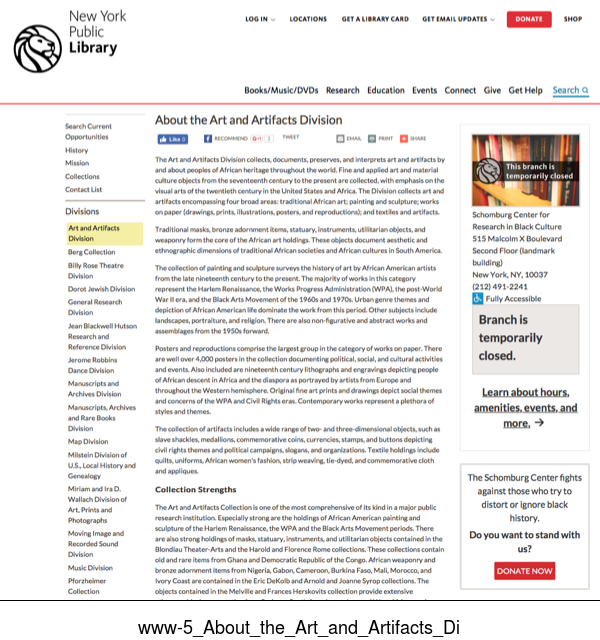 New York
Public
Library
LOG IN
LOCATIONS
GET A LIBRARY CARD
GET EMAIL UPDATES
DONATE
SHOP
Books/Music/DVDs
Research
Education
Events
Connect
Give
Get Help
Search
Search Current
Opportunities
History
Mission
Collections
Contact List
Divisions
Art and Artifacts
Division
Berg Collection
Billy Rose Theatre
Division
Dorot Jewish Division
General Research
Division
Jean Blackwell Hutson
Research and
Reference Division
Jerome Robbins
Dance Division
Manuscripts and
Archives Division
Manuscripts, Archives
and Rare Books
Division
Map Division
Milstein Division of
U.S., Local History and
Genealogy
Miriam and Ira D.
Wallach Division of
Art, Prints and
Photographs
Moving Image and
Recorded Sound
Division
Music Division
Pforzheimer
Collection
About the Art and Artifacts Division
Like 0
RECOMMEND
G+1
TWEET
EMAIL
PRINT
SHARE
The Art and Artifacts Division collects, documents, preserves, and interprets art and artifacts by
and about peoples of African heritage throughout the world. Fine and applied art and material
culture objects from the seventeenth century to the present are collected, with emphasis on the
visual arts of the twentieth century in the United States and Africa. The Division collects art and
artifacts encompassing four broad areas: traditional African art; painting and sculpture; works
on paper (drawings, prints, illustrations, posters, and reproductions); and textiles and artifacts.
Traditional masks, bronze adornment items, statuary, instruments, utilitarian objects, and
weaponry form the core of the African art holdings. These objects document aesthetic and
ethnographic dimensions of traditional African societies and African cultures in South America.
The collection of painting and sculpture surveys the history of art by African American artists
from the late nineteenth century to the present. The majority of works in this category
represent the Harlem Renaissance, the Works Progress Administration (WPA), the post-World
War II era, and the Black Arts Movement of the 1960s and 1970s. Urban genre themes and
depiction of African American life dominate the work from this period. Other subjects include
landscapes, portraiture, and religion. There are also non-figurative and abstract works and
assemblages from the 1950s forward.
Posters and reproductions comprise the largest group in the category of works on paper. There
are well over 4,000 posters in the collection documenting political, social, and cultural activities
and events. Also included are nineteenth century lithographs and engravings depicting people
of African descent in Africa and the diaspora as portrayed by artists from Europe and
throughout the Western hemisphere. Original fine art prints and drawings depict social themes
and concerns of the WPA and Civil Rights eras. Contemporary works represent a plethora of
styles and themes.
The collection of artifacts includes a wide range of two- and three-dimensional objects, such as
slave shackles, medallions, commemorative coins, currencies, stamps, and buttons depicting
civil rights themes and political campaigns, slogans, and organizations. Textile holdings include
quilts, uniforms, African women's fashion, strip weaving, tie-dyed, and commemorative cloth
and appliques.
Collection Strengths
The Art and Artifacts Collection is one of the most comprehensive of its kind in a major public
research institution. Especially strong are the holdings of African American painting and
sculpture of the Harlem Renaissance, the WPA and the Black Arts Movement periods. There
are also strong holdings of masks, statuary, instruments, and utilitarian objects contained in the
Blondiau Theater-Arts and the Harold and Florence Rome collections. These collections contain
old and rare items from Ghana and Democratic Republic of the Congo. African weaponry and
bronze adornment items from Nigeria, Gabon, Cameroon, Burkina Faso, Mali, Morocco, and
Ivory Coast are contained in the Eric DeKolb and Arnold and Joanne Syrop collections. The
objects contained in the Melville and Frances Herskovits collection provide extensive
This branch is
temporarily closed
Schomburg Center for
Research in Black Culture
515 Malcolm X Boulevard
Second Floor (landmark
building)
New York, NY, 10037
(212) 491-2241
Fully Accessible
Branch is
temporarily
closed.
Learn about hours,
amenities, events, and
more. →
The Schomburg Center fights
against those who try to
distort or ignore black
history.
Do you want to stand with
us?
DONATE NOW
www-5_About_the_Art_and_Artifacts_Di